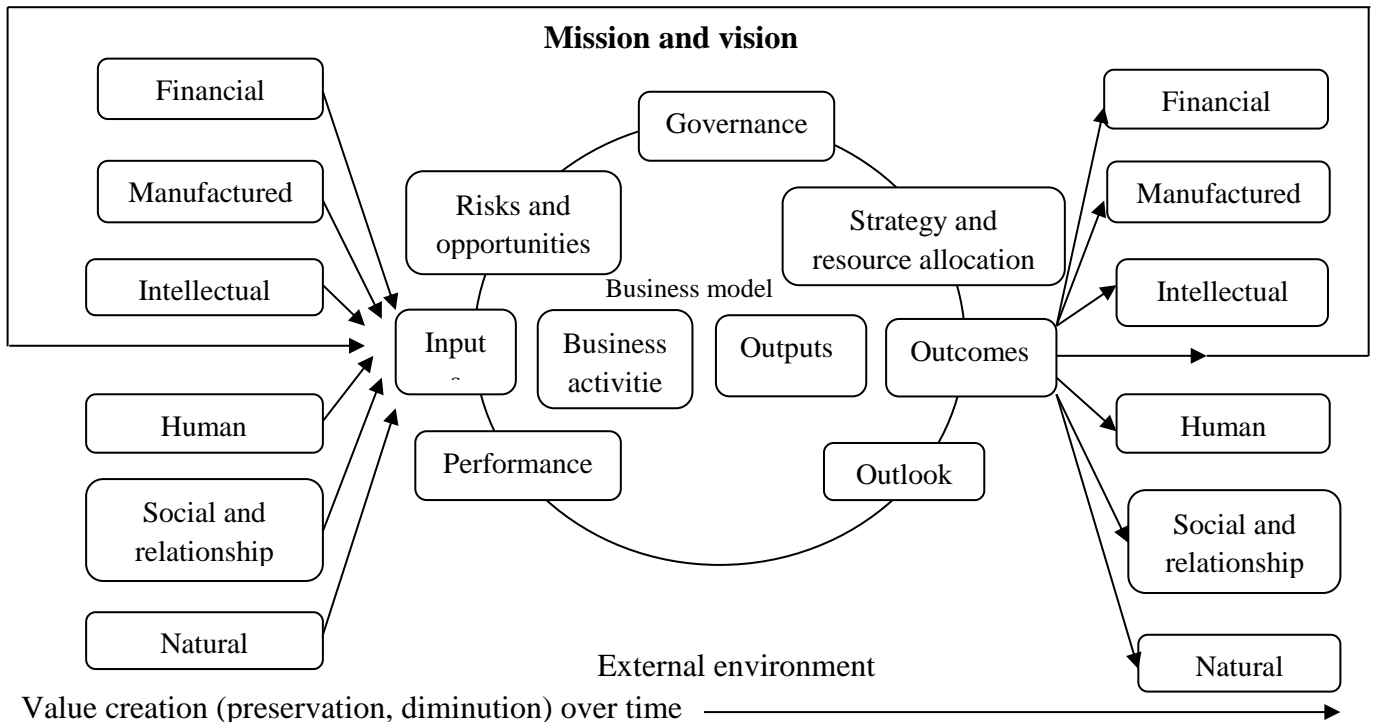 Mission and vision
Financial
Manufactured
Intellectual
Human
Social and
relationship
Natural
Governance
Risks and
opportunities
Strategy and
resource allocation
Business model
Input
Business
activitie
Outputs
Outcomes
Performance
Outlook
Financial
Manufactured
Intellectual
Human
Social and
relationship
Natural
External environment
Value creation (preservation, diminution) over time